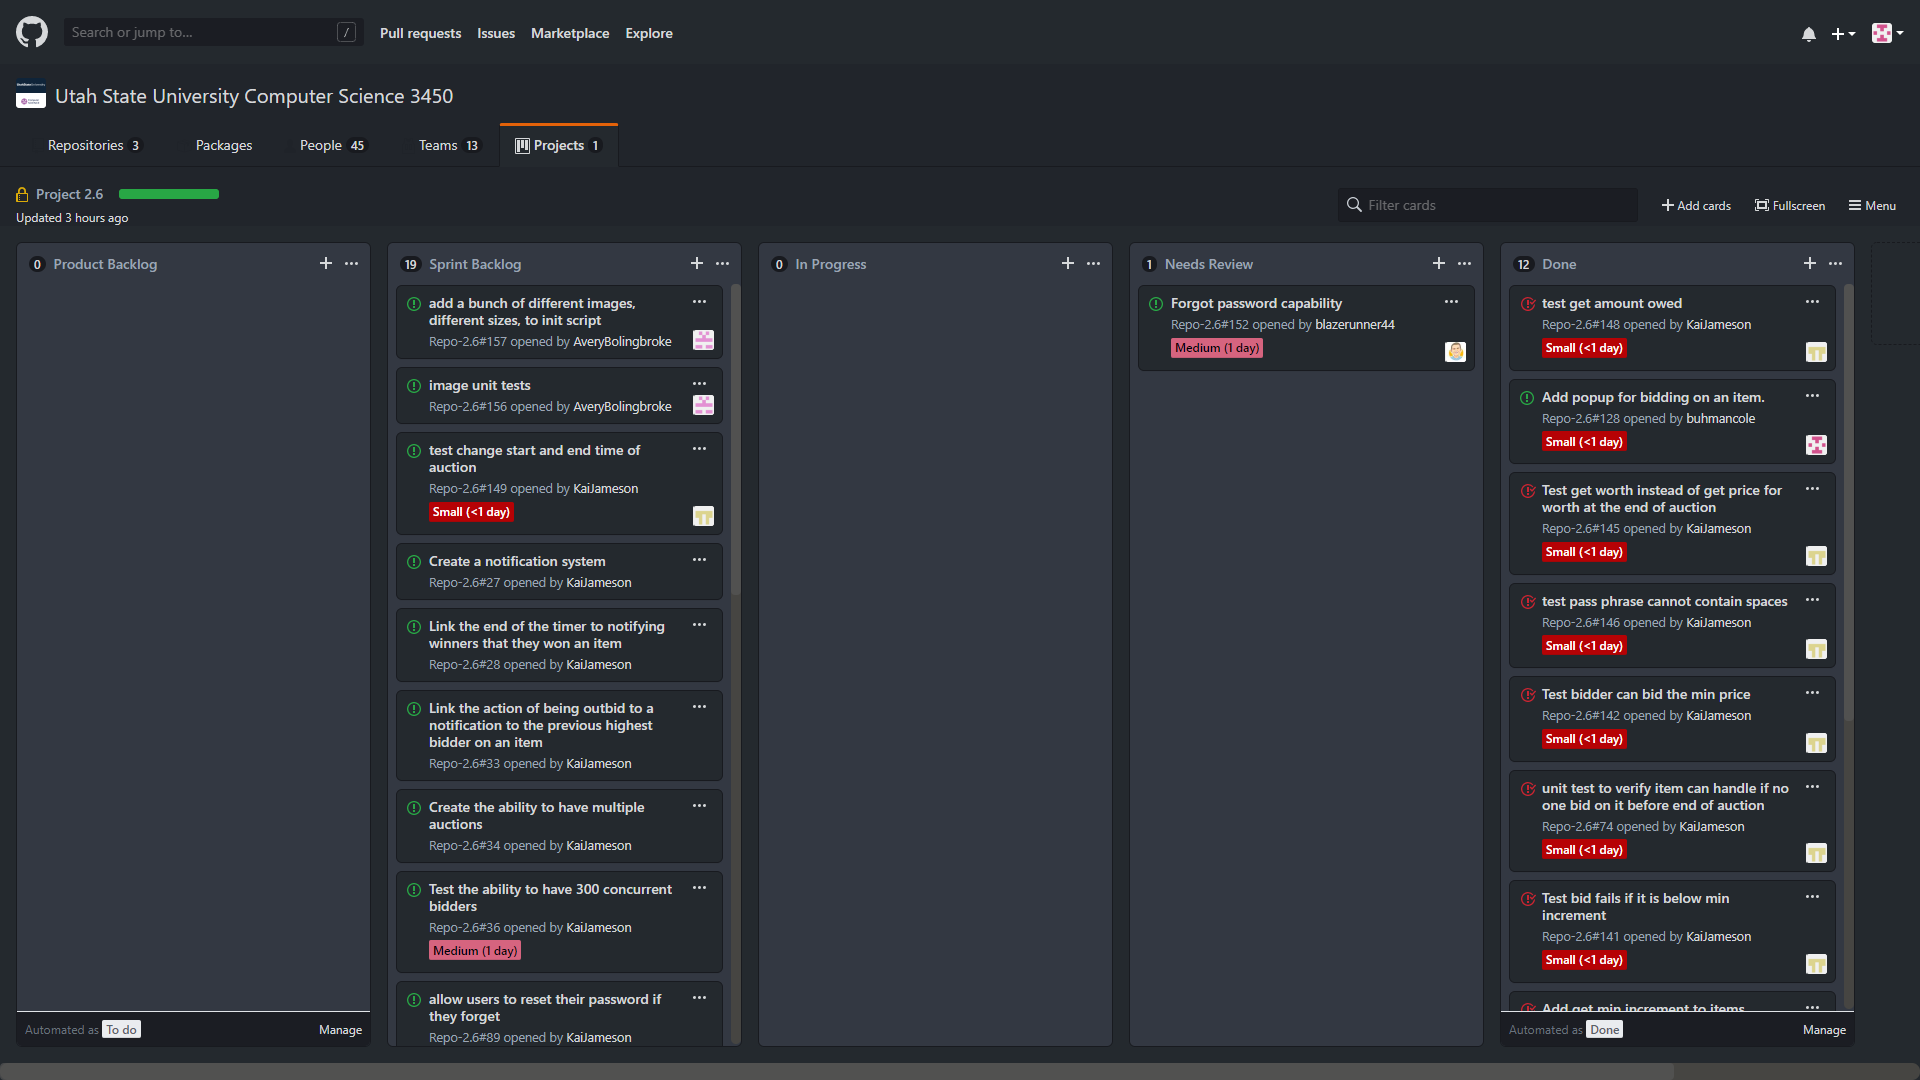 Search or jump to...
/
Pull requests
Issues
Marketplace
Explore
Utah State University Computer Science 3450
Repositories 3
Packages
People 45
Teams 13
Projects 1
Project 2.6
Updated 3 hours ago
Filter cards
Add cards
Fullscreen
Menu
0 Product Backlog
Automated as To do
Manage
19 Sprint Backlog
add a bunch of different images,
different sizes, to init script
Repo-2.6#157 opened by AveryBolingbroke
image unit tests
Repo-2.6#156 opened by AveryBolingbroke
test change start and end time of
auction
Repo-2.6#149 opened by KaiJameson
Small (<1 day)
Create a notification system
Repo-2.6#27 opened by KaiJameson
Link the end of the timer to notifying
winners that they won an item
Repo-2.6#28 opened by KaiJameson
Link the action of being outbid to a
notification to the previous highest
bidder on an item
Repo-2.6#33 opened by KaiJameson
Create the ability to have multiple
auctions
Repo-2.6#34 opened by KaiJameson
Test the ability to have 300 concurrent
bidders
Repo-2.6#36 opened by KaiJameson
Medium (1 day)
allow users to reset their password if
they forget
Repo-2.6#89 opened by KaiJameson
0 In Progress
1 Needs Review
Forgot password capability
Repo-2.6#152 opened by blazerunner44
Medium (1 day)
12 Done
test get amount owed
Repo-2.6#148 opened by KaiJameson
Small (<1 day)
Add popup for bidding on an item.
Repo-2.6#128 opened by buhmancole
Small (<1 day)
Test get worth instead of get price for
worth at the end of auction
Repo-2.6#145 opened by KaiJameson
Small (<1 day)
test pass phrase cannot contain spaces
Repo-2.6#146 opened by KaiJameson
Small (<1 day)
Test bidder can bid the min price
Repo-2.6#142 opened by KaiJameson
Small (<1 day)
unit test to verify item can handle if no
one bid on it before end of auction
Repo-2.6#74 opened by KaiJameson
Small (<1 day)
Test bid fails if it is below min
increment
Repo-2.6#141 opened by KaiJameson
Small (<1 day)
Add get min increment to items
Automated as Done
Manage